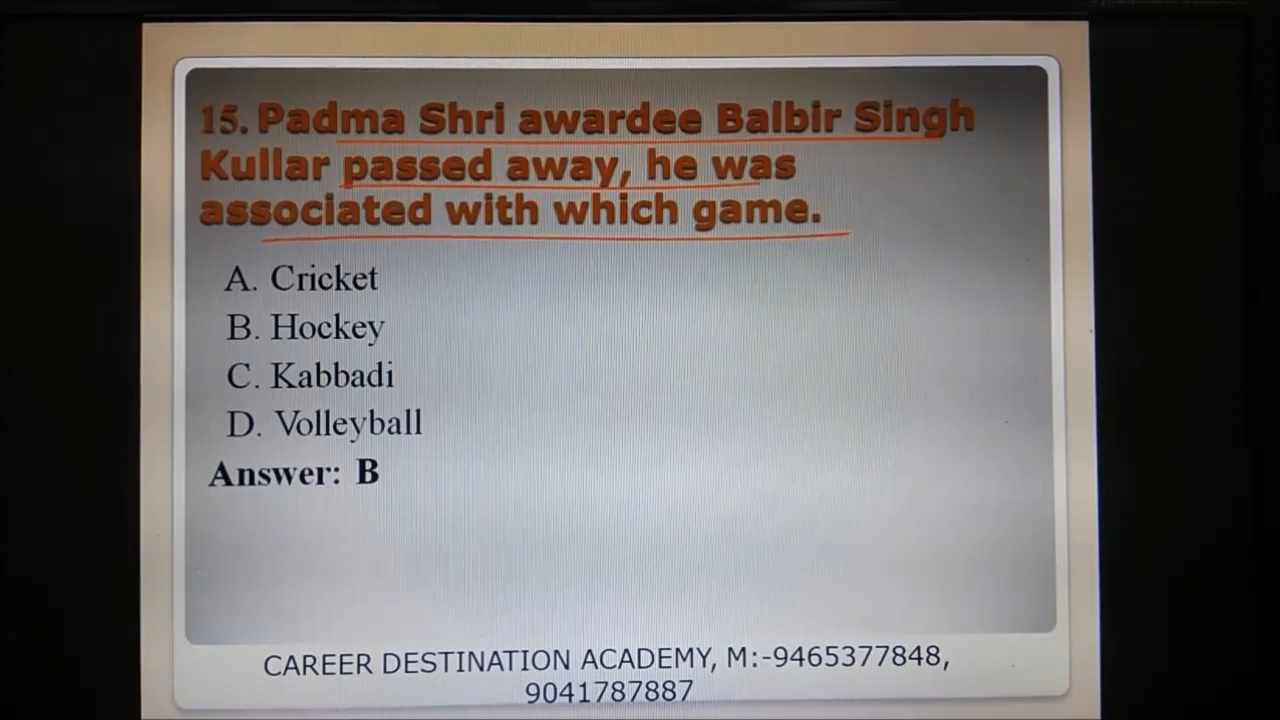 15. Padma Shri awardee Balbir Singh
Kullar passed away, he was
associated with which game.
A. Cricket
B. Hockey
C. Kabbadi
D. Volleyball
Answer: B
CAREER DESTINATION ACADEMY, M:-9465377848,
9041787887